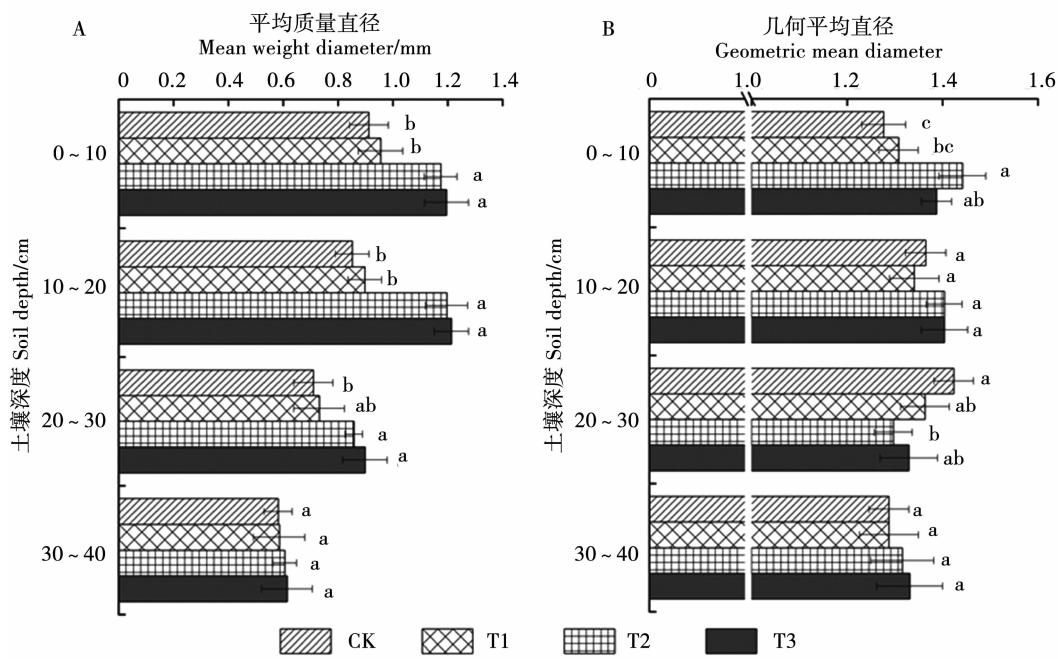 A
平均质量直径
Mean weight diameter/mm
0 0.2 0.4 0.6 0.8 1.0 1.2 1.4
土壤深度 Soil depth/cm
0~10
b
b
a
a
10~20
b
b
a
a
20~30
b
ab
a
a
30~40
a
a
a
a
B
几何平均直径
Geometric mean diameter
0 1.0 1.2 1.4 1.6
土壤深度 Soil depth/cm
0~10
c
bc
a
ab
10~20
a
a
a
a
20~30
a
ab
b
ab
30~40
a
a
a
a
CK T1 T2 T3